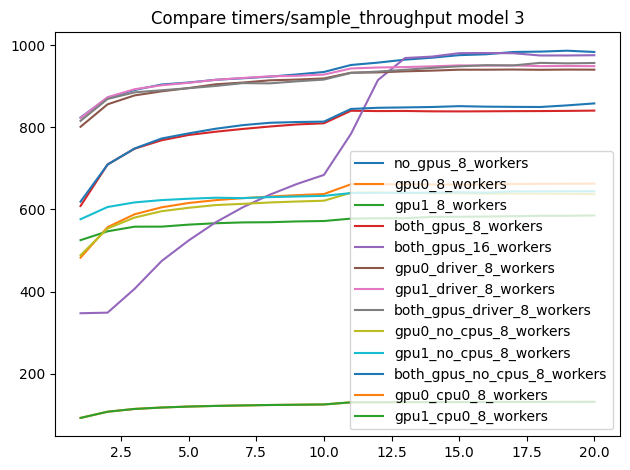 Compare timers/sample_throughput model 3
1000
800
600
400
200
no_gpus_8_workers
gpu0_8_workers
gpu1_8_workers
both_gpus_8_workers
both_gpus_16_workers
gpu0_driver_8_workers
gpu1_driver_8_workers
both_gpus_driver_8_workers
gpu0_no_cpus_8_workers
gpu1_no_cpus_8_workers
both_gpus_no_cpus_8_workers
gpu0_cpu0_8_workers
gpu1_cpu0_8_workers
2.5 5.0 7.5 10.0 12.5 15.0 17.5 20.0